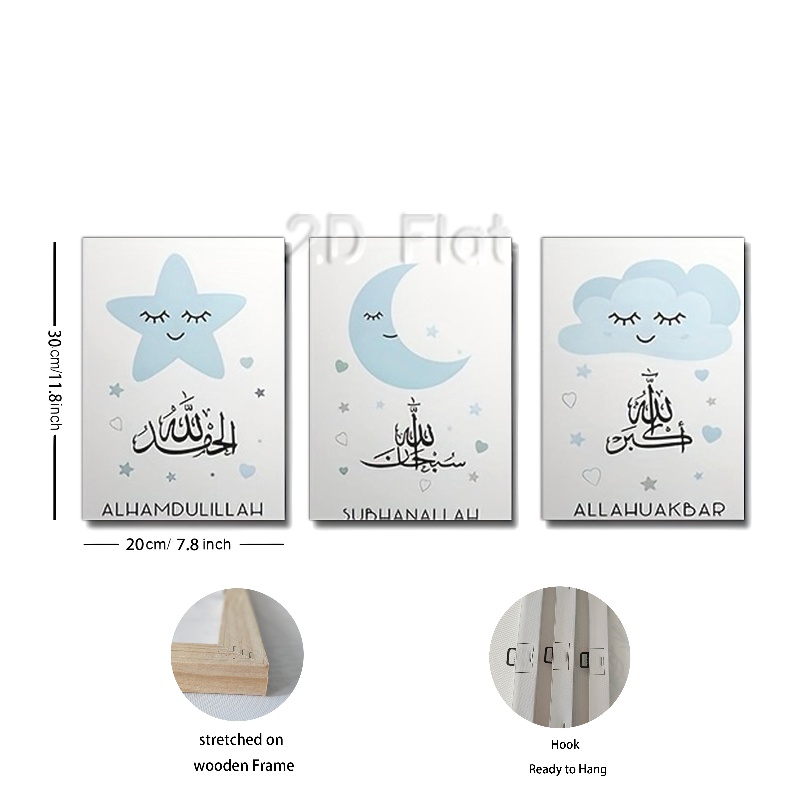 2D Flat
30cm/11.8inch
الحمد لله
ALHAMDULILLAH
سبحان الله
SUBHANALLAH
الله أكبر
ALLAHUAKBAR
20cm/ 7.8 inch
stretched on
wooden Frame
Hook
Ready to Hang